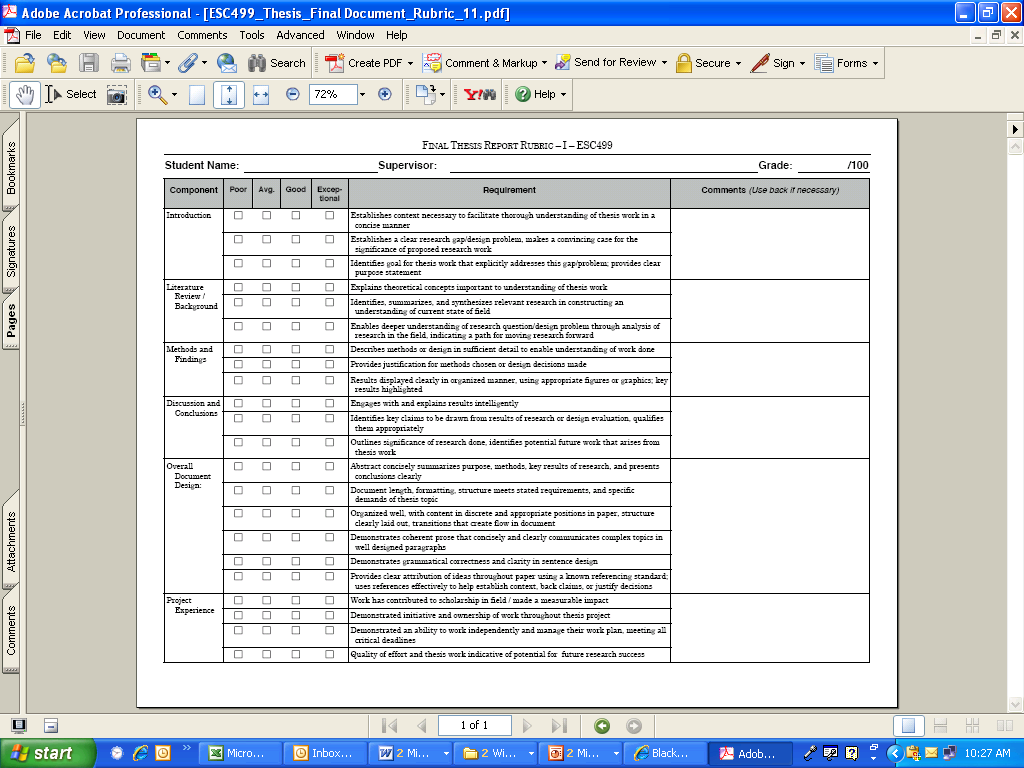 Adobe Acrobat Professional - [ESC499_Thesis_Final Document_Rubric_11.pdf]
File Edit View Document Comments Tools Advanced Window Help
Search Create PDF Comment & Markup Send for Review Secure Sign Forms
Select 72% Y! Help
Bookmarks
Signatures
Pages
Attachments
Comments
FINAL THESIS REPORT RUBRIC – I – ESC499
Student Name: Supervisor: Grade: /100
Component Poor Avg. Good Excep-
tional
Requirement Comments (Use back if necessary)
Introduction
Establishes content necessary to facilitate thorough understanding of thesis work in a
concise manner
Establishes a clear research gap/design problem, makes a convincing case for the
significance of proposed research work
Identifies goal for thesis work that explicitly addresses this gap/problem; provides clear
purpose statement
Literature
Review /
Background
Explains theoretical concepts important to understanding of thesis work
Identifies, summarizes, and synthesizes relevant research in constructing an
understanding of current state of field
Enables deeper understanding of research question/design problem through analysis of
research in the field, indicating a path for moving research forward
Methods and
Findings
Describes methods or design in sufficient detail to enable understanding of work done
Provides justification for methods chosen or design decisions made
Results displayed clearly in organized manner, using appropriate figures or graphics; key
results highlighted
Discussion and
Conclusions
Engages with and explains results intelligently
Identifies key claims to be drawn from results of research or design evaluation, qualifies
them appropriately
Outlines significance of research done, identifies potential future work that arises from
thesis work
Overall
Document
Design:
Abstract concisely summarizes purpose, methods, key results of research, and presents
conclusions clearly
Document length, formatting, structure meets stated requirements, and specific
demands of thesis topic
Organized well, with content in discrete and appropriate positions in paper, structure
clearly laid out, transitions that create flow in document
Demonstrates coherent prose that concisely and clearly communicates complex topics in
well designed paragraphs
Demonstrates grammatical correctness and clarity in sentence design
Provides clear attribution of ideas throughout paper using a known referencing standard;
uses references effectively to help establish context, back claims, or justify decisions
Project
Experience
Work has contributed to scholarship in field / made a measurable impact
Demonstrated initiative and ownership of work throughout thesis project
Demonstrated an ability to work independently and manage their work plan, meeting all
critical deadlines
Quality of effort and thesis work indicative of potential for future research success
1 of 1
start Micro... Inbox... 2 Mi... 2 Wi... 2 Mi... Black... Adob... 10:27 AM